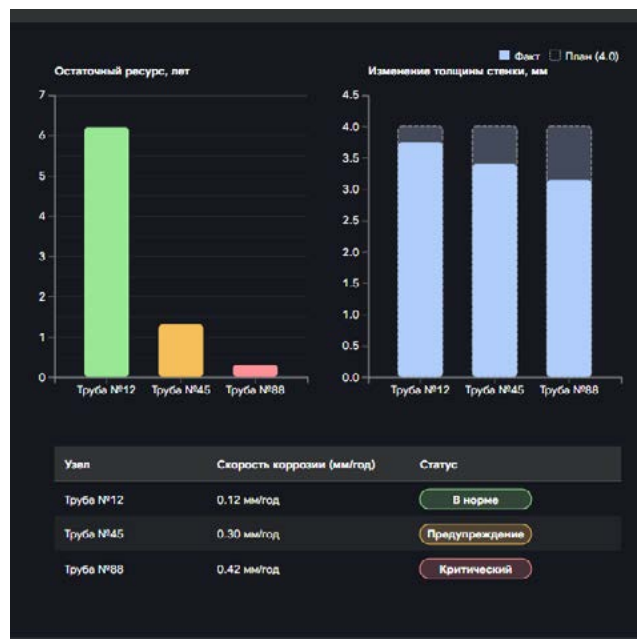 Факт План (4.0)
Остаточный ресурс, лет
Изменение толщины стенки, мм
7
6
5
4
3
2
1
0
Труба №12 Труба №45 Труба №88
4.5
4.0
3.5
3.0
2.5
2.0
1.5
1.0
0.5
0.0
Труба №12 Труба №45 Труба №88
Узел Скорость коррозии (мм/год) Статус
Труба №12 0.12 мм/год В норме
Труба №45 0.30 мм/год Предупреждение
Труба №88 0.42 мм/год Критический